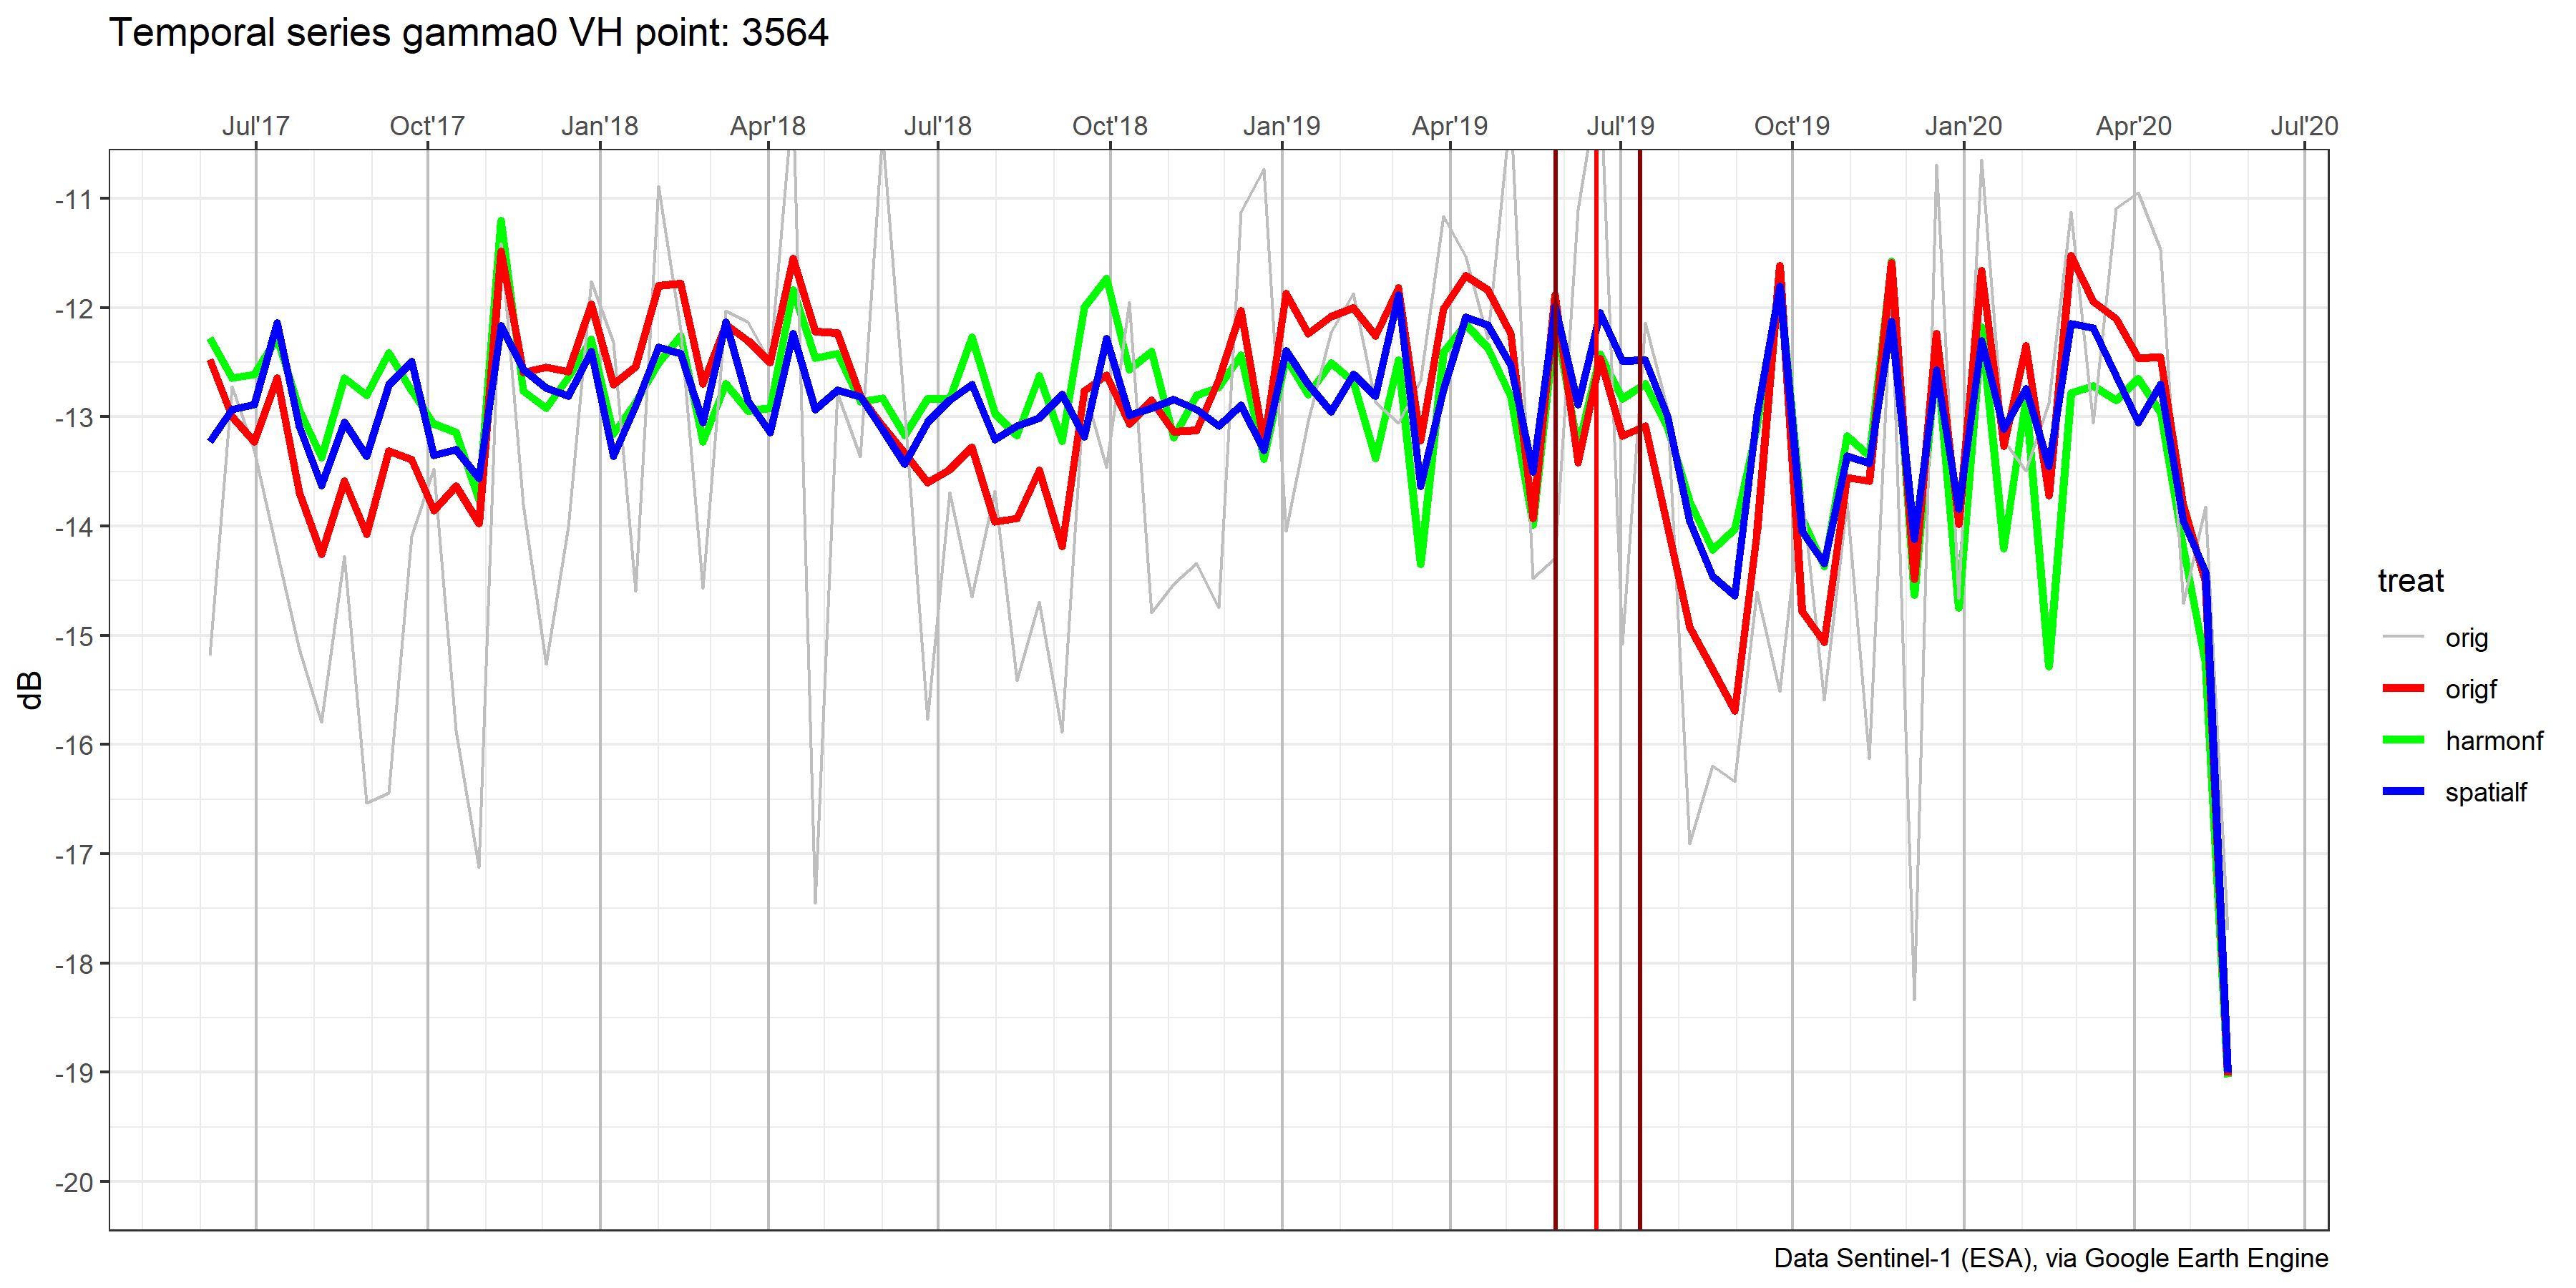 Temporal series gamma0 VH point: 3564
Jul'17 Oct'17 Jan'18 Apr'18 Jul'18 Oct'18 Jan'19 Apr'19 Jul'19 Oct'19 Jan'20 Apr'20 Jul'20
-11
-12
-13
-14
-15
-16
-17
-18
-19
-20
dB
treat
orig
origf
harmonf
spatialf
Data Sentinel-1 (ESA), via Google Earth Engine